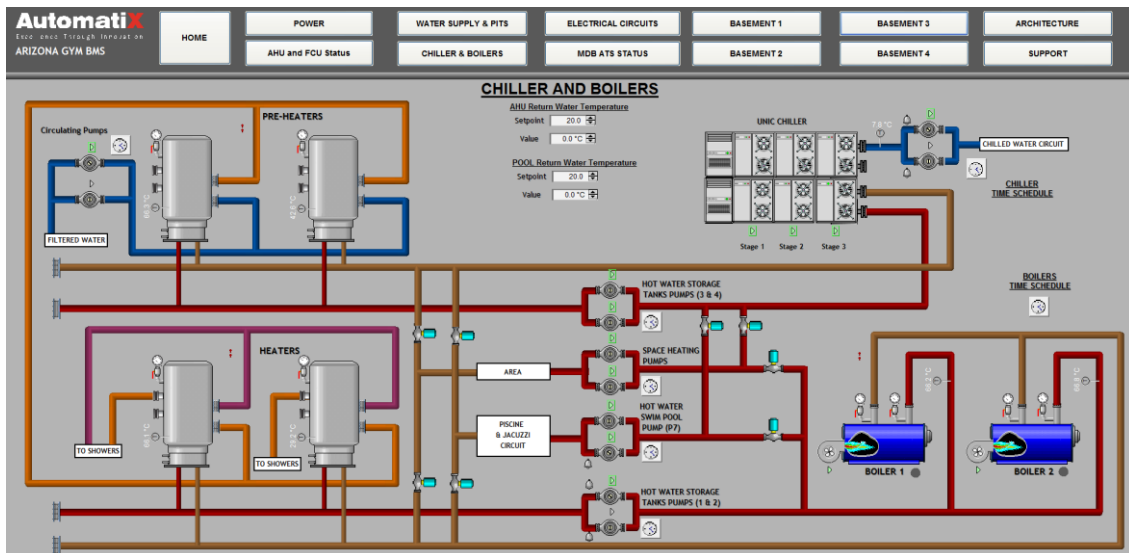 AutomatiX
Excellence Through Innovation
ARIZONA GYM BMS
HOME
POWER
WATER SUPPLY & PITS
ELECTRICAL CIRCUITS
BASEMENT 1
BASEMENT 3
ARCHITECTURE
AHU and FCU Status
CHILLER & BOILERS
MDB ATS STATUS
BASEMENT 2
BASEMENT 4
SUPPORT
CHILLER AND BOILERS
AHU Return Water Temperature
Setpoint 20.0
Value 0.0 °C
POOL Return Water Temperature
Setpoint 20.0
Value 0.0 °C
PRE-HEATERS
Circulating Pumps
FILTERED WATER
UNIC CHILLER
7.8 °C
CHILLED WATER CIRCUIT
CHILLER
TIME SCHEDULE
Stage 1
Stage 2
Stage 3
BOILERS
TIME SCHEDULE
HOT WATER STORAGE
TANKS PUMPS (3 & 4)
HEATERS
SPACE HEATING
PUMPS
AREA
HOT WATER
SWIM POOL
PUMP (P7)
PISCINE
& JACUZZI
CIRCUIT
TO SHOWERS
TO SHOWERS
BOILER 1
BOILER 2
HOT WATER STORAGE
TANKS PUMPS (1 & 2)